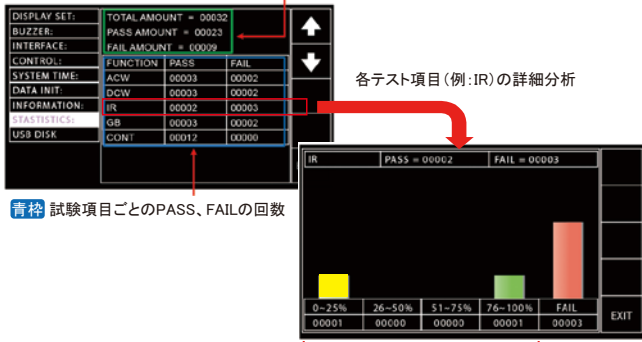 DISPLAY SET:
BUZZER:
INTERFACE:
CONTROL:
SYSTEM TIME:
DATA INIT:
INFORMATION:
STASTISTICS:
USB DISK
TOTAL AMOUNT = 00032
PASS AMOUNT = 00023
FAIL AMOUNT = 00009
FUNCTION PASS FAIL
ACW 00003 00002
DCW 00003 00002
IR 00002 00003
GB 00003 00002
CONT 00012 00000
各テスト項目(例:IR)の詳細分析
青枠 試験項目ごとのPASS、FAILの回数
IR PASS = 00002 FAIL = 00003
0~25% 26~50% 51~75% 76~100% FAIL
00001 00000 00000 00001 00003
EXIT